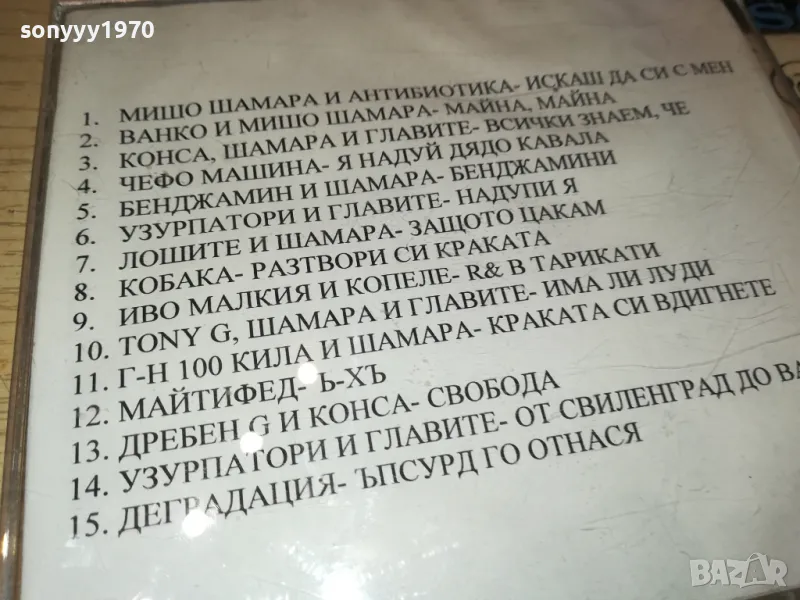 sonyyy1970
1. МИШО ШАМАРА И АНТИБИОТИКА- ИСКАШ ДА СИ С МЕН
2. ВАНКО И МИШО ШАМАРА- МАЙНА, МАЙНА
3. КОНСА, ШАМАРА И ГЛАВИТЕ- ВСИЧКИ ЗНАЕМ, ЧЕ
4. ЧЕФО МАШИНА- Я НАДУЙ ДЯДО КАВАЛА
5. БЕНДЖАМИН И ШАМАРА- БЕНДЖАМИНИ
6. УЗУРПАТОРИ И ГЛАВИТЕ- НАДУПИ Я
7. ЛОШИТЕ И ШАМАРА- ЗАЩОТО ЦАКАМ
8. КОБАКА- РАЗТВОРИ СИ КРАКАТА
9. ИВО МАЛКИЯ И КОПЕЛЕ- R& В ТАРИКАТИ
10. TONY G, ШАМАРА И ГЛАВИТЕ- ИМА ЛИ ЛУДИ
11. Г-Н 100 КИЛА И ШАМАРА- КРАКАТА СИ ВДИГНЕТЕ
12. МАЙТИФЕД- Ь-ХЪ
13. ДРЕБЕН G И КОНСА- СВОБОДА
14. УЗУРПАТОРИ И ГЛАВИТЕ- ОТ СВИЛЕНГРАД ДО ВА
15. ДЕГРАДАЦИЯ- ЪПСУРД ГО ОТНАСЯ
BAZAR